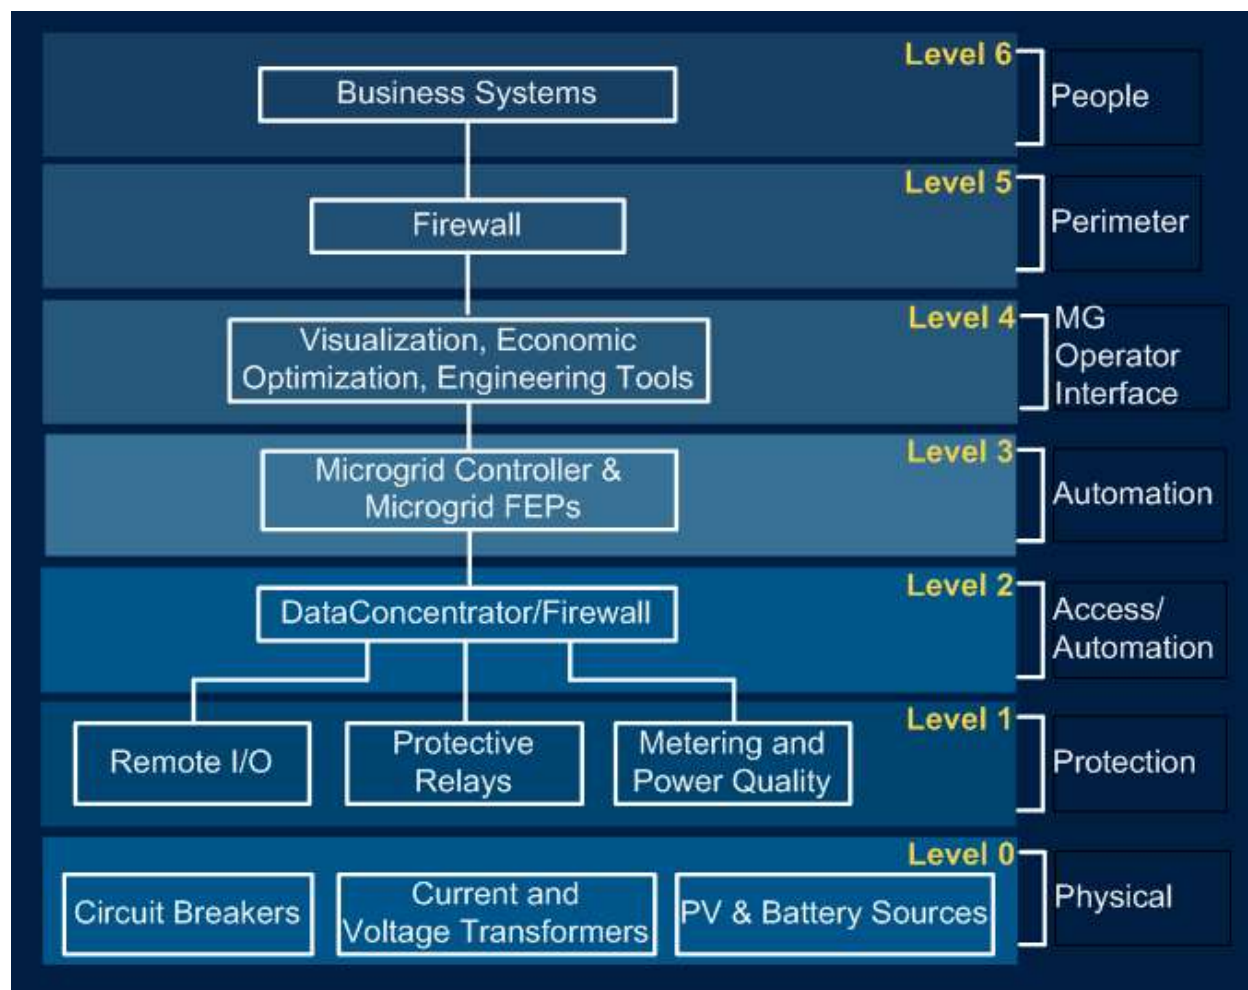 Level 6
Business Systems
People
Level 5
Firewall
Perimeter
Level 4
Visualization, Economic
Optimization, Engineering Tools
MG
Operator
Interface
Level 3
Microgrid Controller &
Microgrid FEPs
Automation
Level 2
DataConcentrator/Firewall
Access/
Automation
Level 1
Remote I/O
Protective
Relays
Metering and
Power Quality
Protection
Level 0
Circuit Breakers
Current and
Voltage Transformers
PV & Battery Sources
Physical